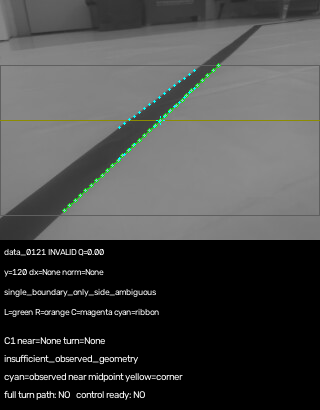 data_0121 INVALID Q=0.00
y=120 dx=None norm=None
single_boundary_only_side_ambiguous
L=green R=orange C=magenta cyan=ribbon
C1 near=None turn=None
insufficient_observed_geometry
cyan=observed near midpoint yellow=corner
full turn path: NO control ready: NO